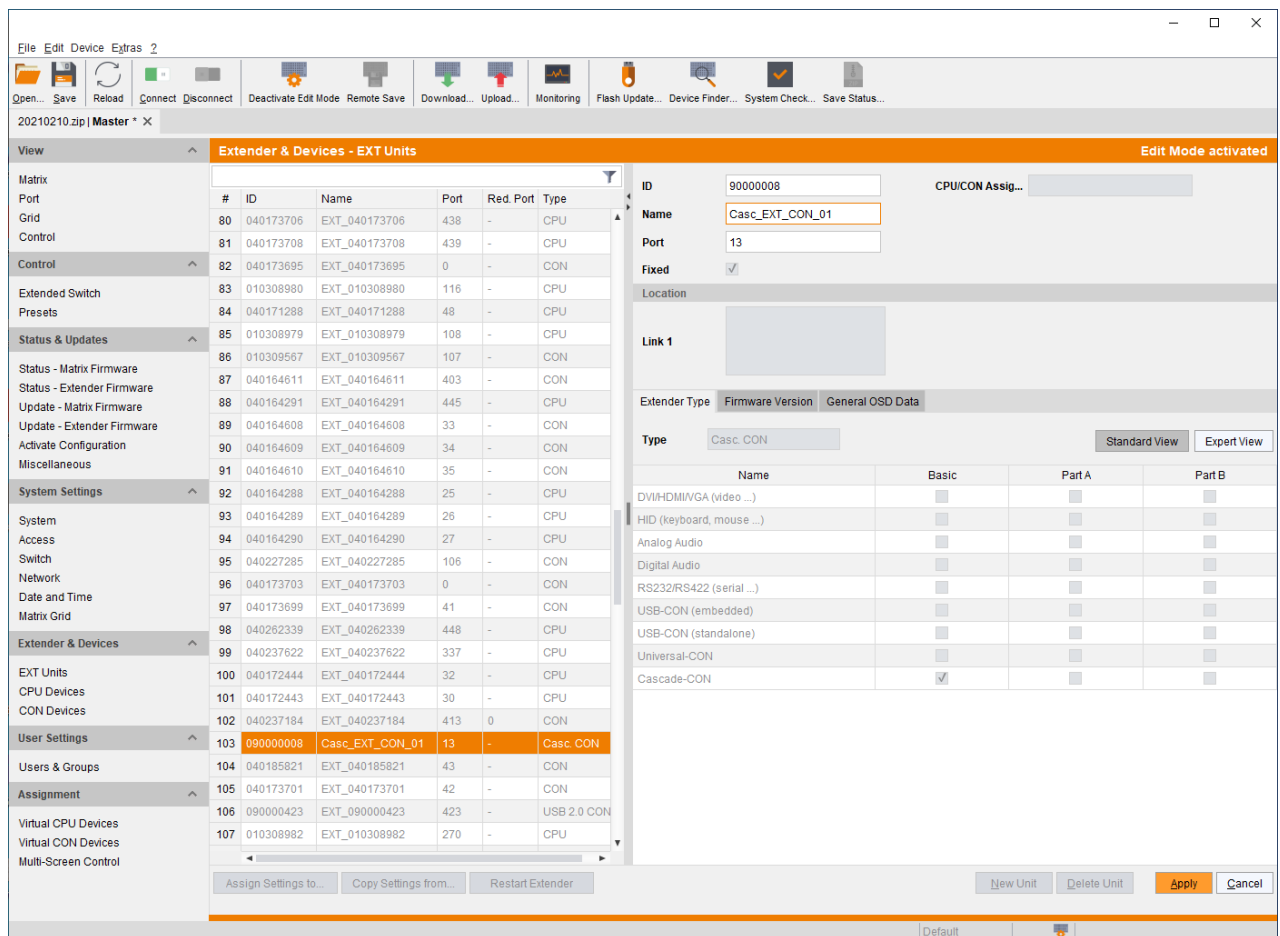 File Edit Device Extras ?
Open... Save Reload Connect Disconnect Deactivate Edit Mode Remote Save Download... Upload... Monitoring Flash Update... Device Finder... System Check... Save Status...
20210210.zip | Master *
View
Matrix
Port
Grid
Control
Control
Extended Switch
Presets
Status & Updates
Status - Matrix Firmware
Status - Extender Firmware
Update - Matrix Firmware
Update - Extender Firmware
Activate Configuration
Miscellaneous
System Settings
System
Access
Switch
Network
Date and Time
Matrix Grid
Extender & Devices
EXT Units
CPU Devices
CON Devices
User Settings
Users & Groups
Assignment
Virtual CPU Devices
Virtual CON Devices
Multi-Screen Control
Extender & Devices - EXT Units Edit Mode activated
# ID Name Port Red. Port Type
80 040173706 EXT_040173706 438 - CPU
81 040173708 EXT_040173708 439 - CPU
82 040173695 EXT_040173695 0 - CON
83 010308980 EXT_010308980 116 - CPU
84 040171288 EXT_040171288 48 - CPU
85 010308979 EXT_010308979 108 - CPU
86 010309567 EXT_010309567 107 - CON
87 040164611 EXT_040164611 403 - CON
88 040164291 EXT_040164291 445 - CPU
89 040164608 EXT_040164608 33 - CON
90 040164609 EXT_040164609 34 - CON
91 040164610 EXT_040164610 35 - CON
92 040164288 EXT_040164288 25 - CPU
93 040164289 EXT_040164289 26 - CPU
94 040164290 EXT_040164290 27 - CPU
95 040227285 EXT_040227285 106 - CON
96 040173703 EXT_040173703 0 - CON
97 040173699 EXT_040173699 41 - CON
98 040262339 EXT_040262339 448 - CPU
99 040237622 EXT_040237622 337 - CPU
100 040172444 EXT_040172444 32 - CPU
101 040172443 EXT_040172443 30 - CPU
102 040237184 EXT_040237184 413 0 CON
103 090000008 Casc_EXT_CON_01 13 - Casc. CON
104 040185821 EXT_040185821 43 - CON
105 040173701 EXT_040173701 42 - CON
106 090000423 EXT_090000423 423 - USB 2.0 CON
107 010308982 EXT_010308982 270 - CPU
ID 90000008 CPU/CON Assig...
Name Casc_EXT_CON_01
Port 13
Fixed
Location
Link 1
Extender Type Firmware Version General OSD Data
Type Casc. CON Standard View Expert View
Name Basic Part A Part B
DVI/HDMI/VGA (video ...)
HID (keyboard, mouse ...)
Analog Audio
Digital Audio
RS232/RS422 (serial ...)
USB-CON (embedded)
USB-CON (standalone)
Universal-CON
Cascade-CON
Assign Settings to... Copy Settings from... Restart Extender New Unit Delete Unit Apply Cancel
Default